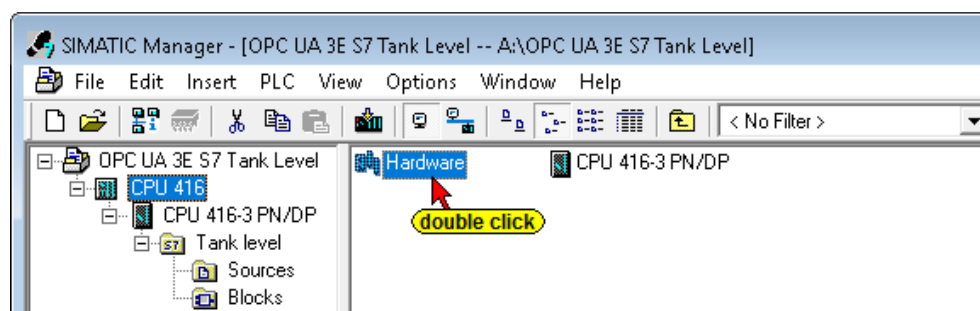 SIMATIC Manager - [OPC UA 3E S7 Tank Level -- A:\OPC UA 3E S7 Tank Level]
File Edit Insert PLC View Options Window Help
< No Filter >
OPC UA 3E S7 Tank Level
CPU 416
CPU 416-3 PN/DP
S7 Tank level
Sources
Blocks
Hardware CPU 416-3 PN/DP
double click